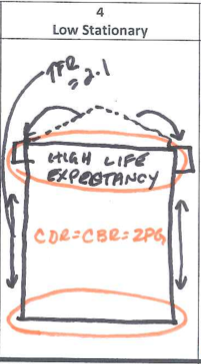 4
Low Stationary
TFR
= 2.1
HIGH LIFE
EXPECTANCY
CDR=CBR=ZPG